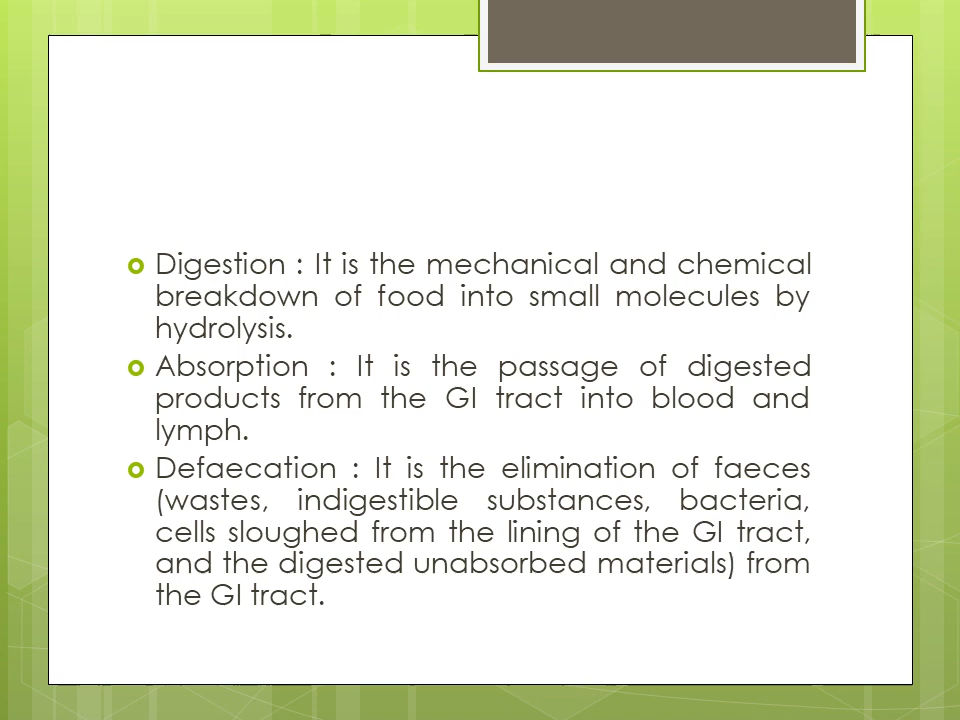 Digestion : It is the mechanical and chemical
breakdown of food into small molecules by
hydrolysis.
Absorption : It is the passage of digested
products from the GI tract into blood and
lymph.
Defaecation : It is the elimination of faeces
(wastes, indigestible substances, bacteria,
cells sloughed from the lining of the GI tract,
and the digested unabsorbed materials) from
the GI tract.